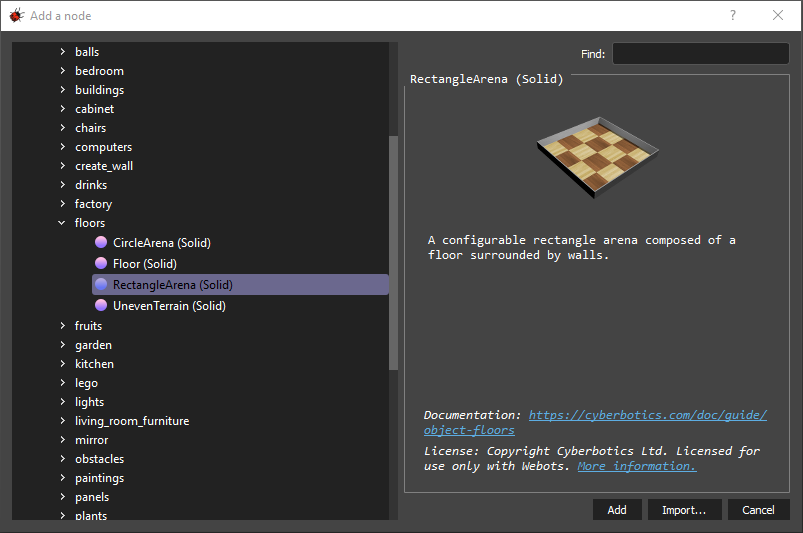 Add a node
?
balls
bedroom
buildings
cabinet
chairs
computers
create_wall
drinks
factory
floors
CircleArena (Solid)
Floor (Solid)
RectangleArena (Solid)
UnevenTerrain (Solid)
fruits
garden
kitchen
lego
lights
living_room_furniture
mirror
obstacles
paintings
panels
plants
Find:
RectangleArena (Solid)
A configurable rectangle arena composed of a
floor surrounded by walls.
Documentation: https://cyberbotics.com/doc/guide/
object-floors
License: Copyright Cyberbotics Ltd. Licensed for
use only with Webots. More information.
Add
Import...
Cancel